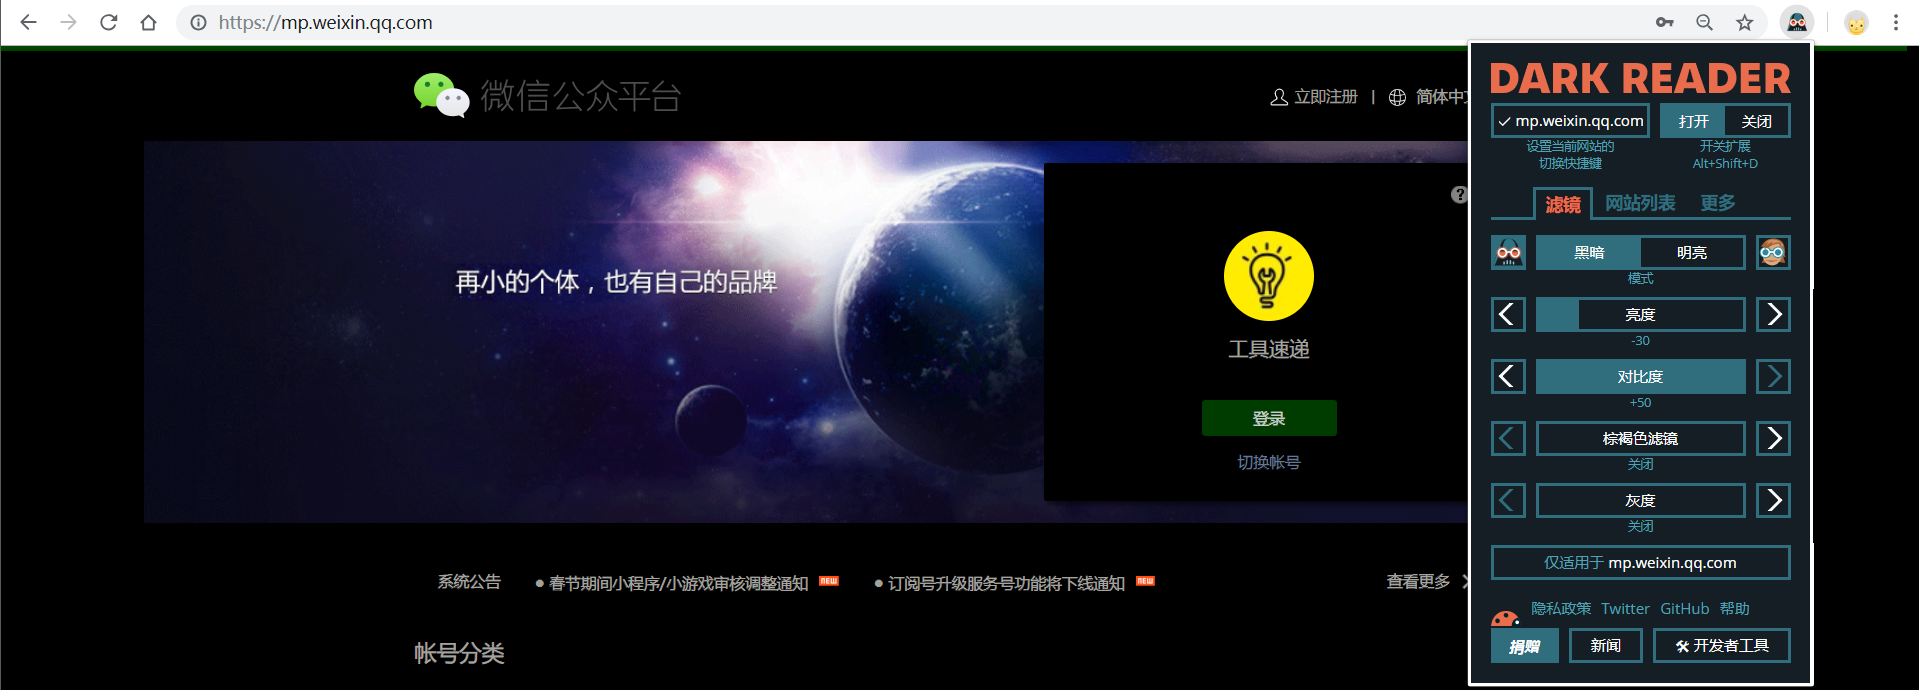 https://mp.weixin.qq.com
微信公众平台
立即注册 | 简体中文
再小的个体，也有自己的品牌
?
工具速递
登录
切换帐号
系统公告
春节期间小程序/小游戏审核调整通知 NEW
订阅号升级服务号功能将下线通知 NEW
查看更多
帐号分类
DARK READER
mp.weixin.qq.com
打开 关闭
设置当前网站的
切换快捷键
开关扩展
Alt+Shift+D
滤镜 网站列表 更多
黑暗 明亮
模式
亮度
-30
对比度
+50
棕褐色滤镜
关闭
灰度
关闭
仅适用于 mp.weixin.qq.com
隐私政策 Twitter GitHub 帮助
捐赠 新闻 开发者工具